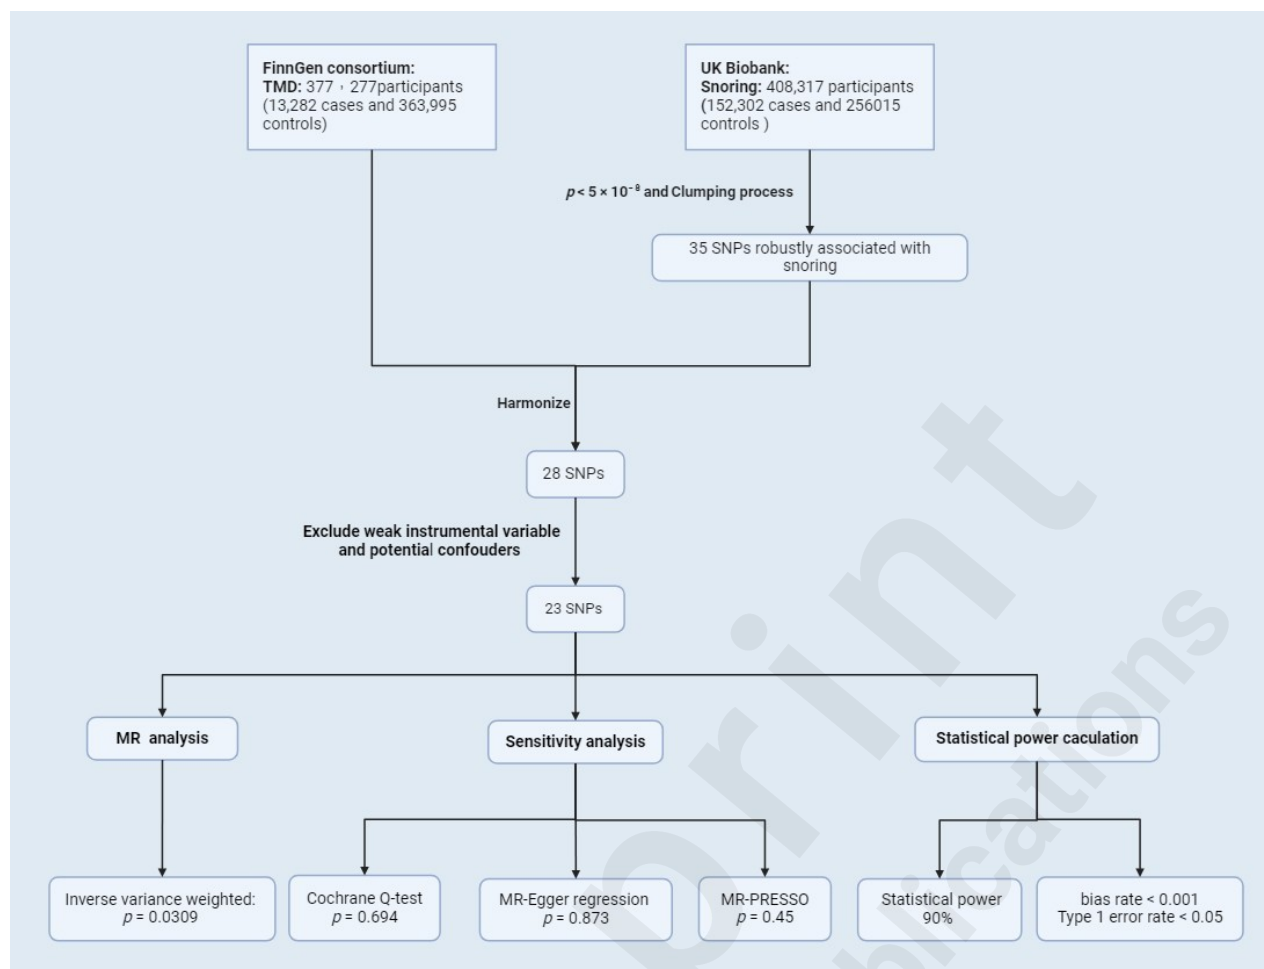 FinnGen consortium:
TMD: 377，277participants
(13,282 cases and 363,995
controls)
UK Biobank:
Snoring: 408,317 participants
(152,302 cases and 256015
controls )
p < 5 × 10⁻⁸ and Clumping process
35 SNPs robustly associated with
snoring
Harmonize
28 SNPs
Exclude weak instrumental variable
and potential confouders
23 SNPs
MR analysis
Sensitivity analysis
Statistical power caculation
Inverse variance weighted:
p = 0.0309
Cochrane Q-test
p = 0.694
MR-Egger regression
p = 0.873
MR-PRESSO
p = 0.45
Statistical power
90%
bias rate < 0.001
Type 1 error rate < 0.05
print
blications